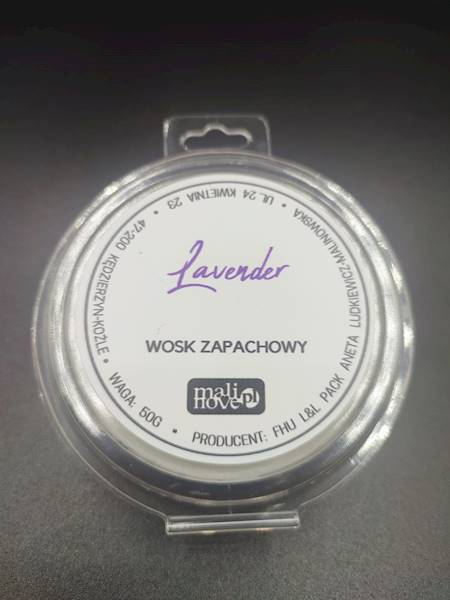 Lavender
WOSK ZAPACHOWY
mali
nove.pl
WAGA: 50G • PRODUCENT: FHU L&L PACK ANETA LUDKIEWICZ-MALINOWSKA • UL. 24 KWIETNIA 23 • 47-200 KĘDZIERZYN-KOŹLE •